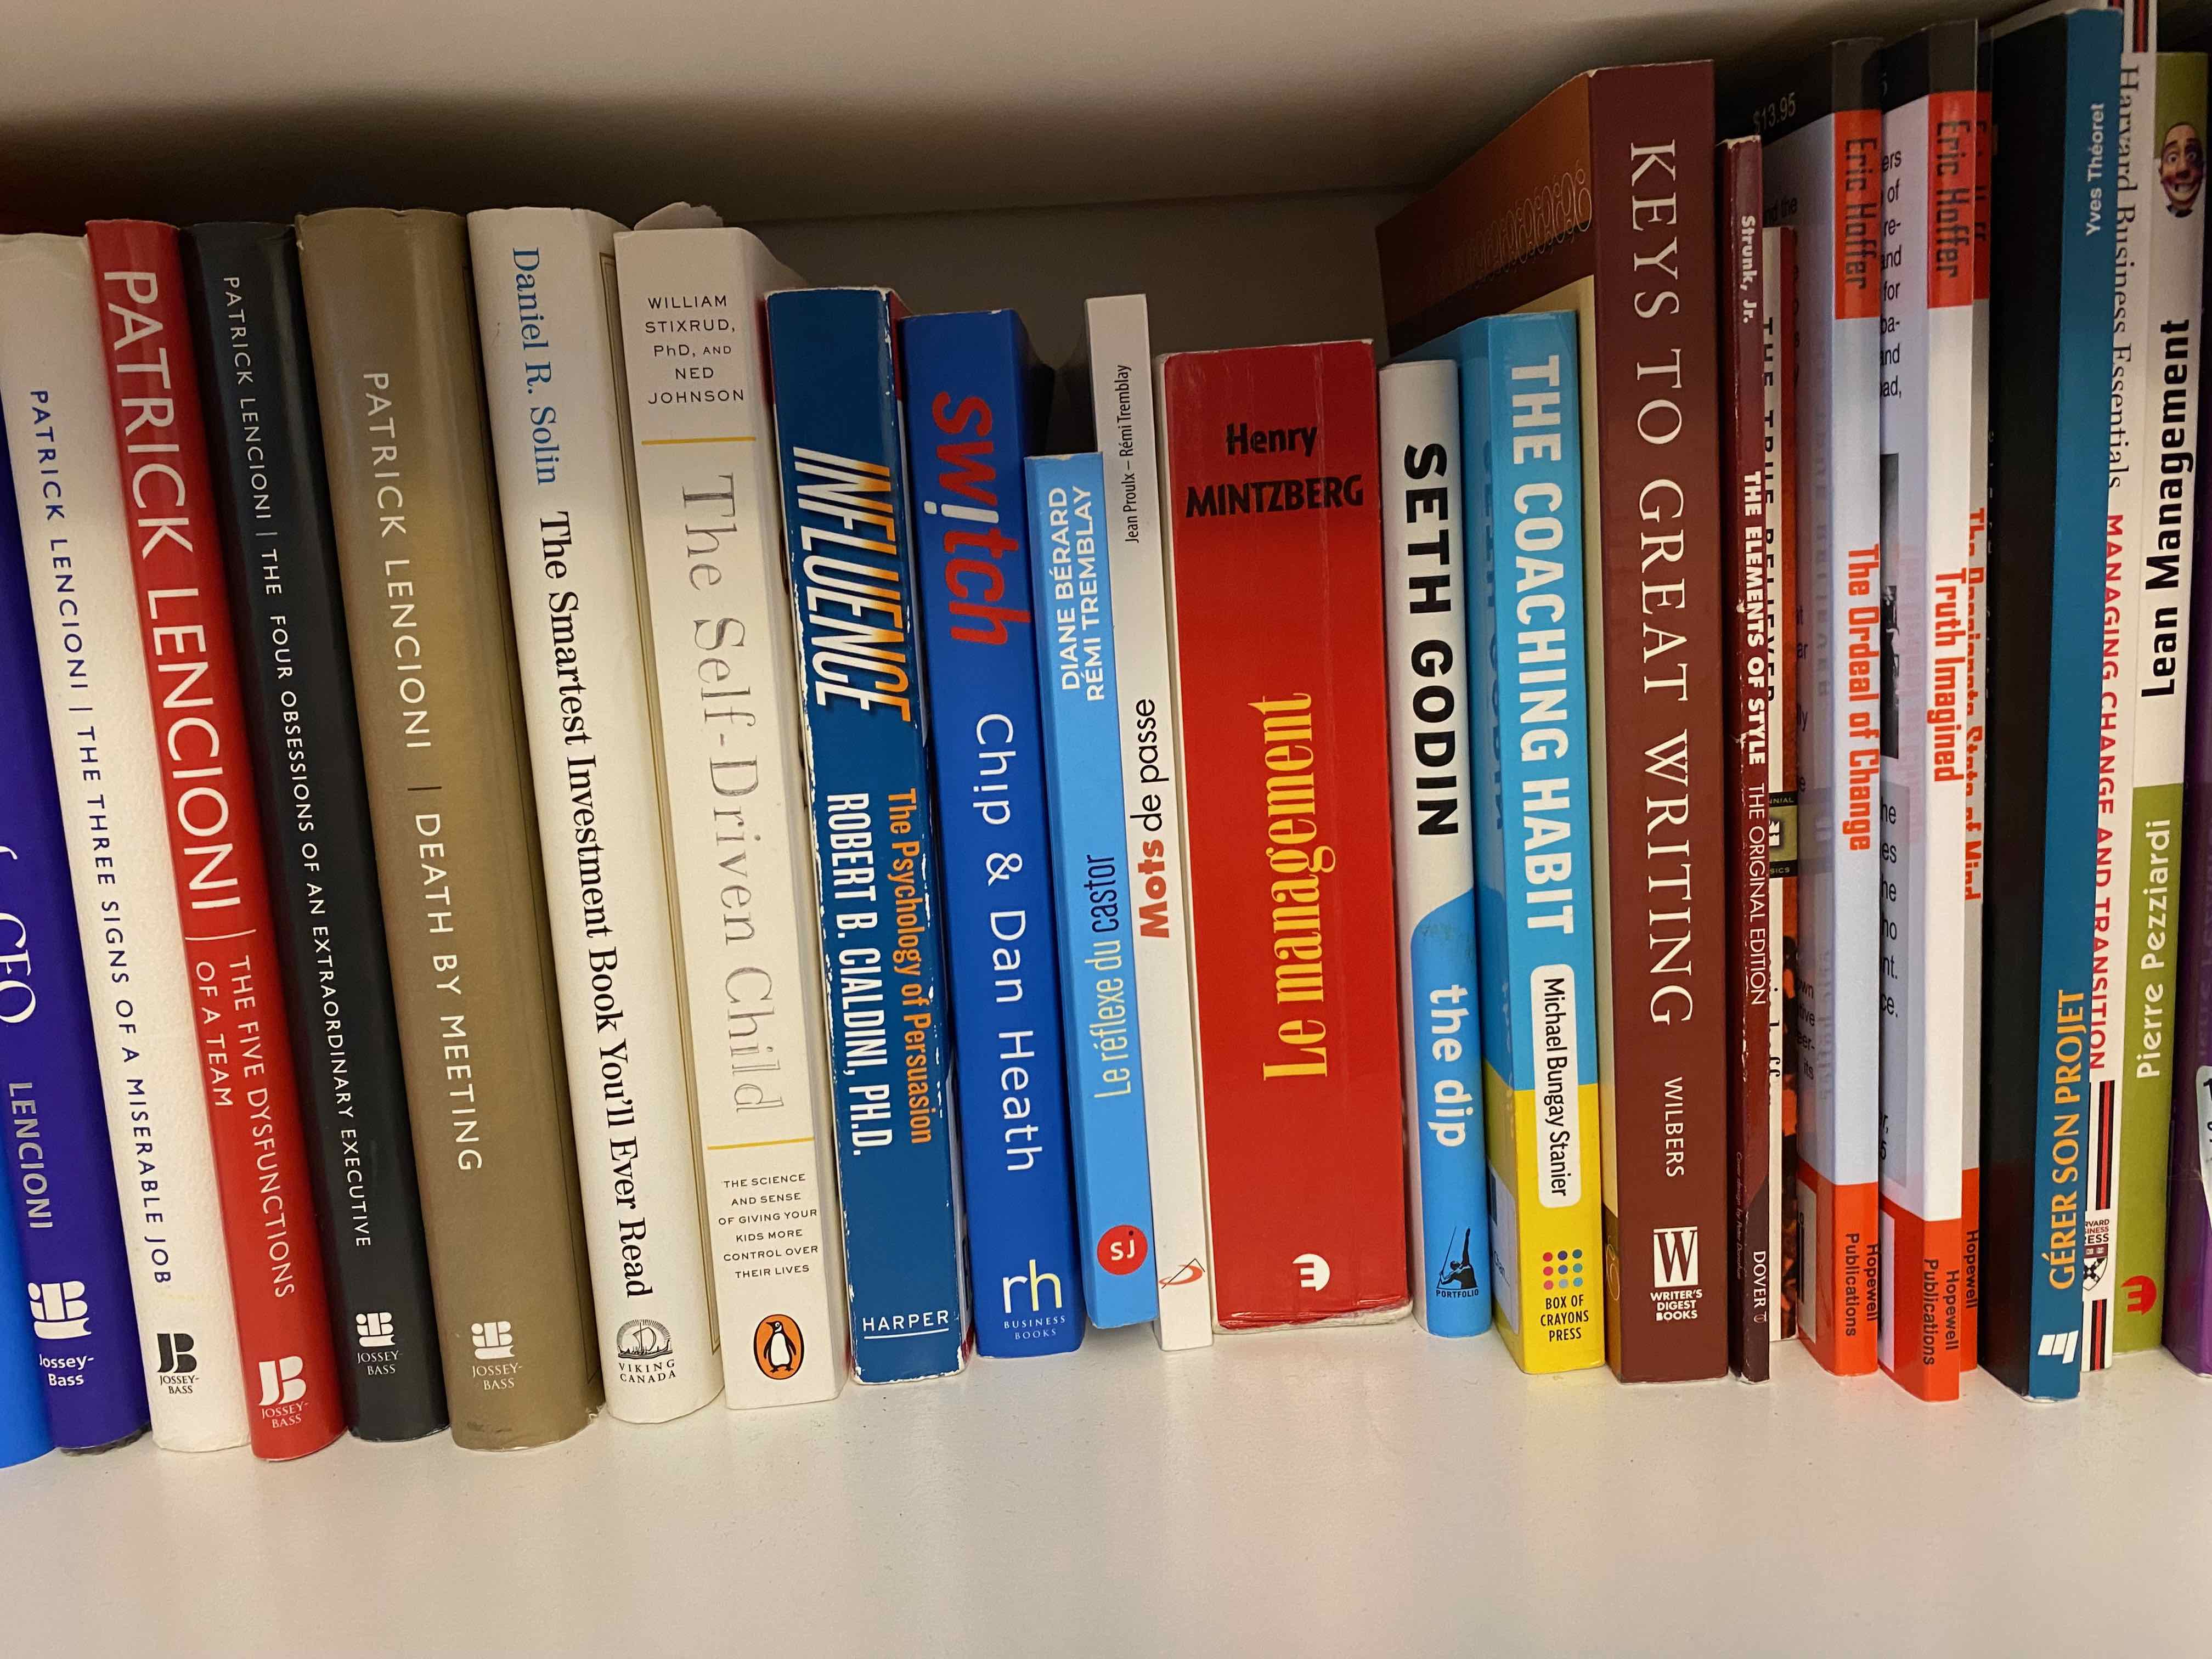 CEO
LENCIONI
Jossey-
Bass
PATRICK LENCIONI | THE THREE SIGNS OF A MISERABLE JOB
JOSSEY-
BASS
PATRICK LENCIONI | THE FIVE DYSFUNCTIONS
OF A TEAM
JOSSEY-
BASS
PATRICK LENCIONI | THE FOUR OBSESSIONS OF AN EXTRAORDINARY EXECUTIVE
JOSSEY-
BASS
PATRICK LENCIONI | DEATH BY MEETING
JOSSEY-
BASS
Daniel R. Solin The Smartest Investment Book You'll Ever Read
VIKING
CANADA
WILLIAM
STIXRUD,
PhD, AND
NED
JOHNSON
The Self-Driven Child
THE SCIENCE
AND SENSE
OF GIVING YOUR
KIDS MORE
CONTROL OVER
THEIR LIVES
INFLUENCE
The Psychology of Persuasion
ROBERT B. CIALDINI, PH.D.
HARPER
switch
Chip & Dan Heath
rh
BUSINESS
BOOKS
DIANE BÉRARD
RÉMI TREMBLAY
Le réflexe du castor
sj
Jean Proulx – Rémi Tremblay
Mots de passe
Henry
MINTZBERG
Le management
SETH GODIN
the dip
PORTFOLIO
THE COACHING HABIT
Michael Bungay Stanier
BOX OF
CRAYONS
PRESS
KEYS TO GREAT WRITING
WILBERS
W
WRITER'S
DIGEST
BOOKS
Strunk, Jr.
THE ELEMENTS OF STYLE THE ORIGINAL EDITION
DOVER
THE TRUE BELIEVER
$13.95
Eric Hoffer
The Ordeal of Change
Hopewell
Publications
Eric Hoffer
Truth Imagined
Hopewell
Publications
State of Mind
Hopewell
Yves Théoret
GÉRER SON PROJET
Harvard Business Essentials
MANAGING CHANGE AND TRANSITION
Lean Management
Pierre Pezziardi